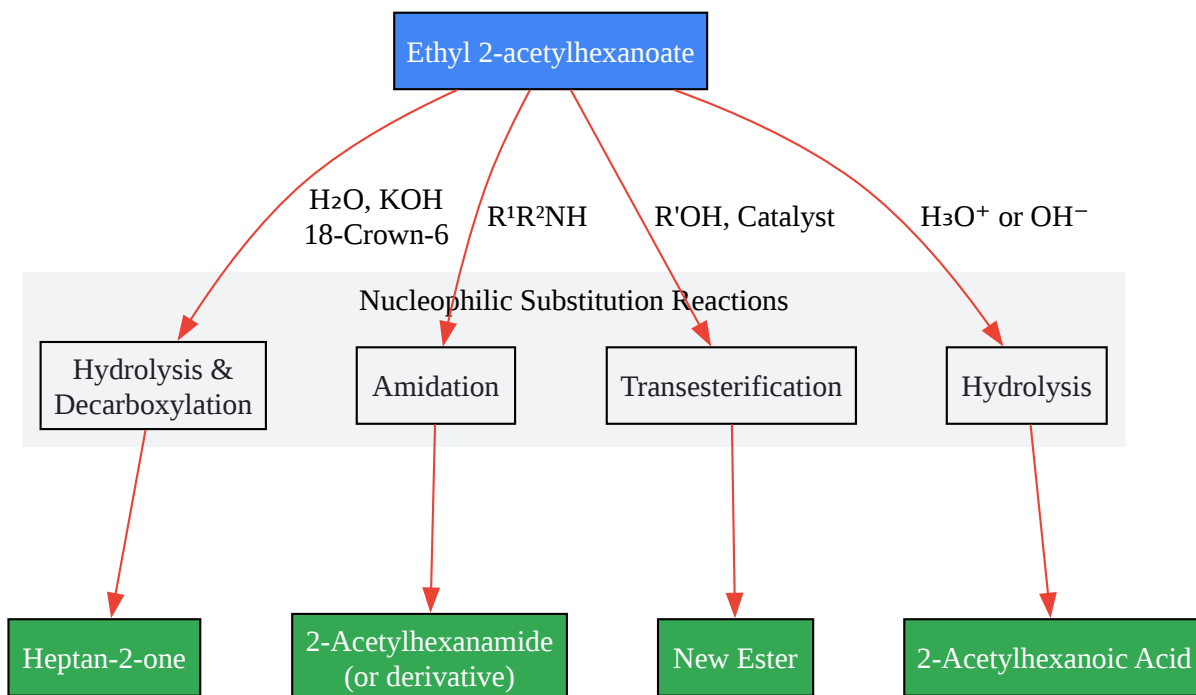 Ethyl 2-acetylhexanoate
H₂O, KOH
18-Crown-6
R¹R²NH
R'OH, Catalyst
H₃O⁺ or OH⁻
Nucleophilic Substitution Reactions
Hydrolysis &
Decarboxylation
Amidation
Transesterification
Hydrolysis
Heptan-2-one
2-Acetylhexanamide
(or derivative)
New Ester
2-Acetylhexanoic Acid